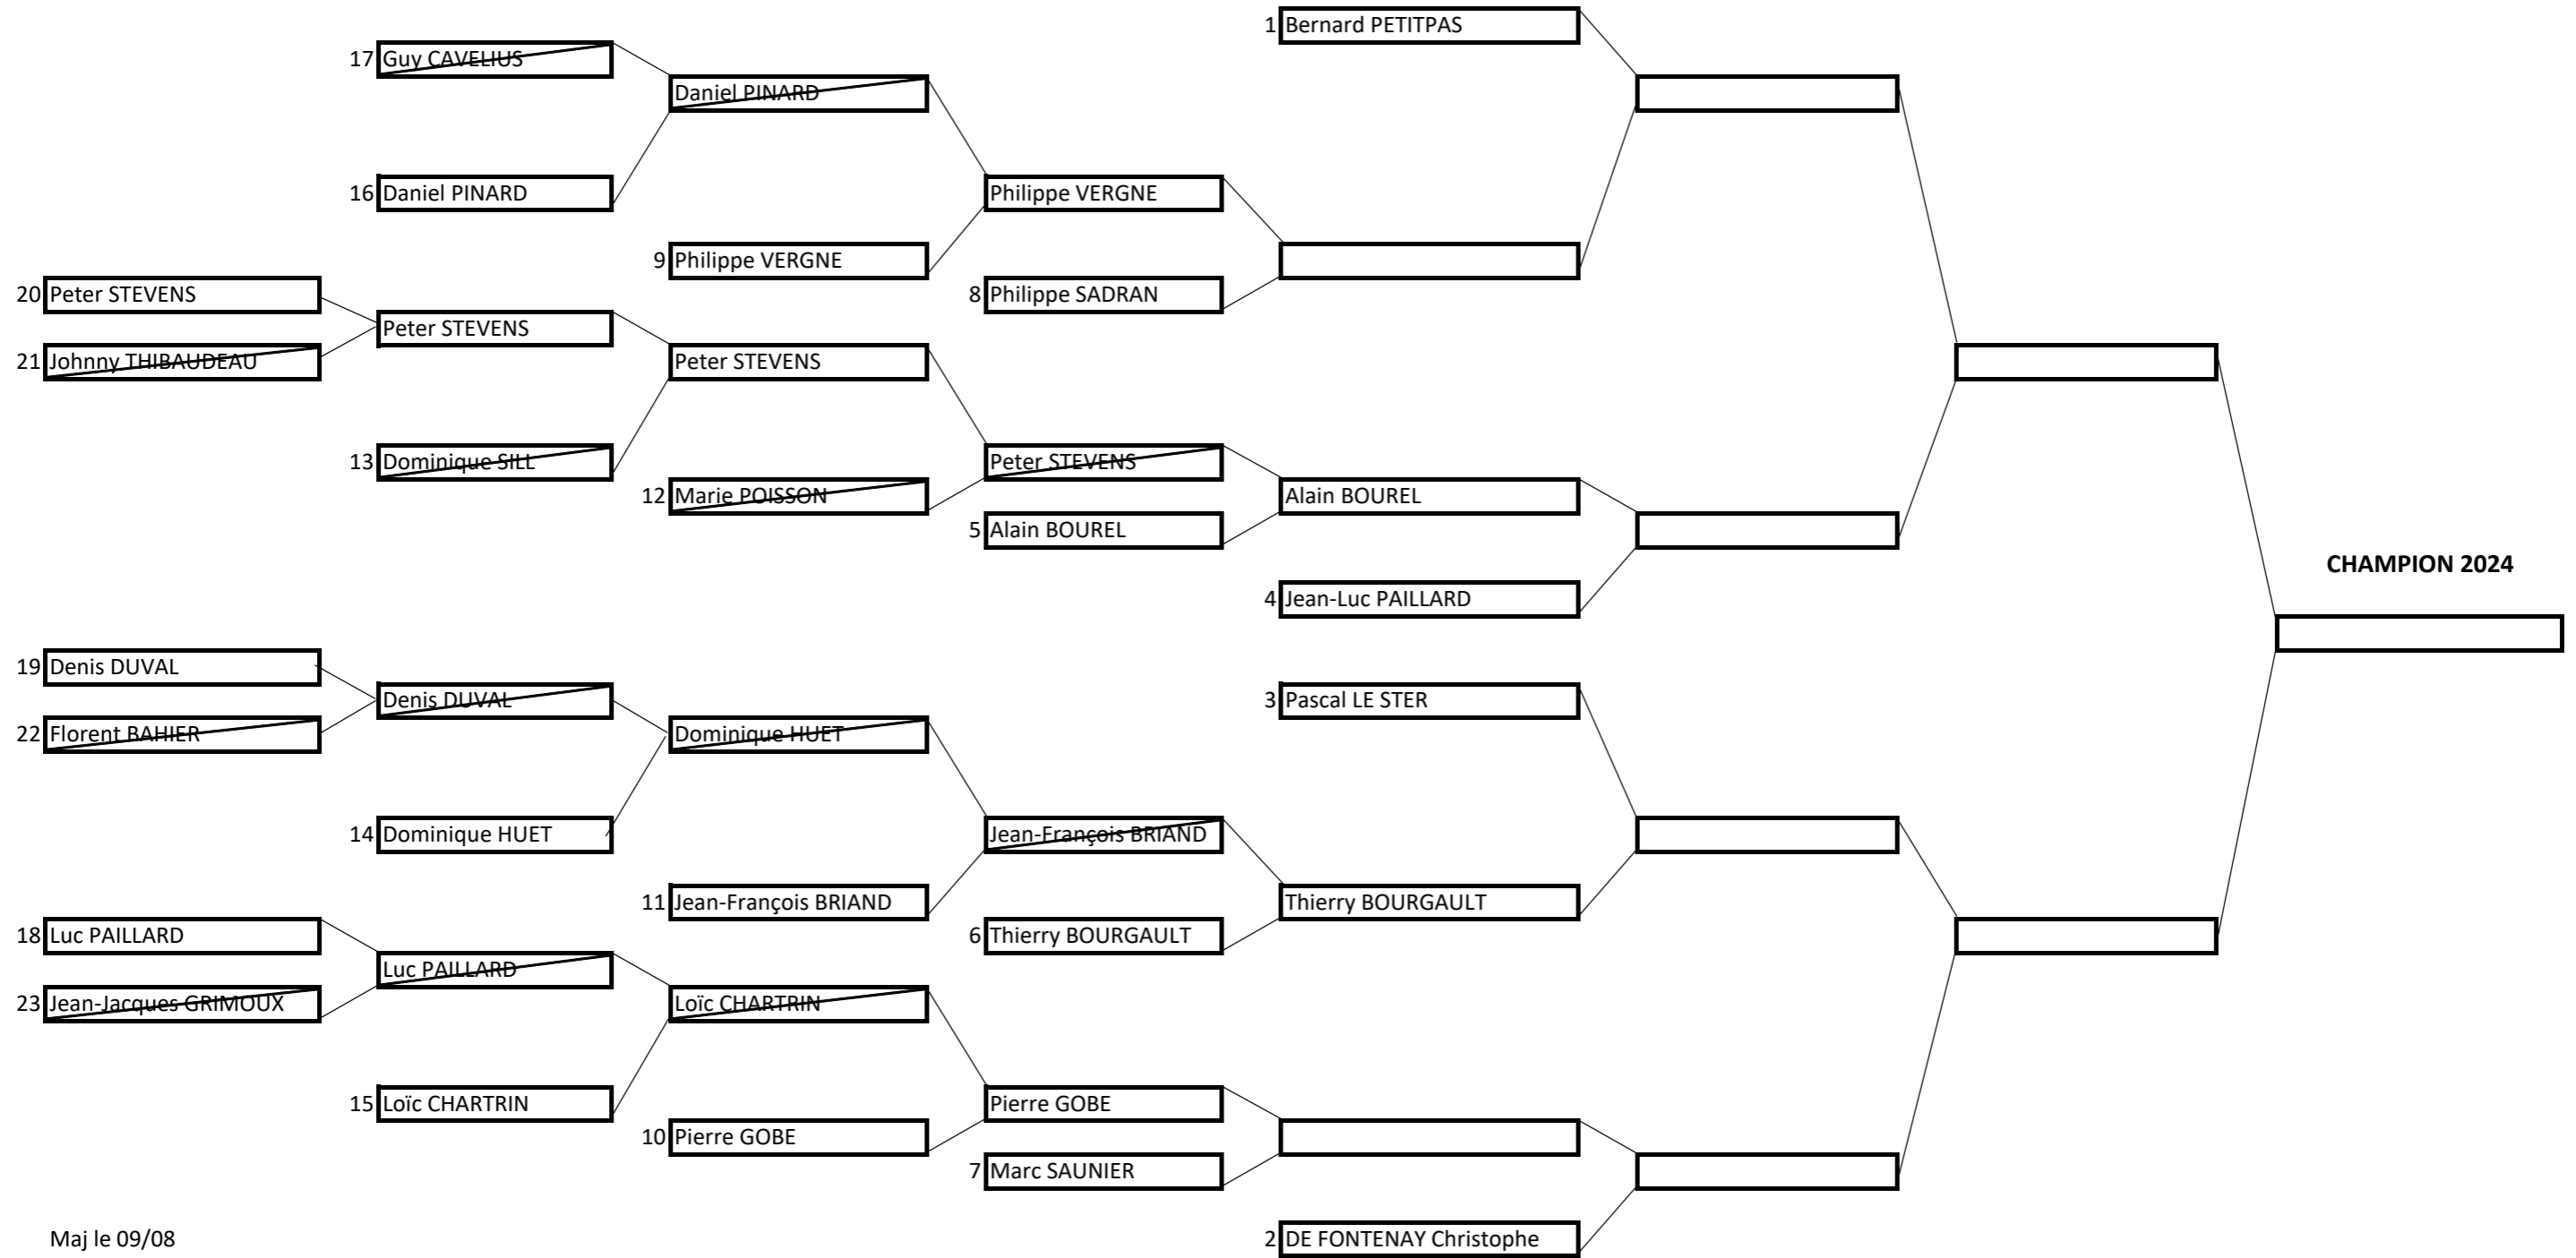 1 Bernard PETITPAS
17 Guy CAVELIUS
Daniel PINARD
16 Daniel PINARD
Philippe VERGNE
9 Philippe VERGNE
20 Peter STEVENS
8 Philippe SADRAN
Peter STEVENS
21 Johnny THIBAUDEAU
Peter STEVENS
13 Dominique SILL
Peter STEVENS
12 Marie POISSON
Alain BOUREL
5 Alain BOUREL
CHAMPION 2024
4 Jean-Luc PAILLARD
19 Denis DUVAL
Denis DUVAL
3 Pascal LE STER
22 Florent BAHIER
Dominique HUET
14 Dominique HUET
Jean-François BRIAND
11 Jean-François BRIAND
Thierry BOURGAULT
18 Luc PAILLARD
6 Thierry BOURGAULT
Luc PAILLARD
23 Jean-Jacques GRIMOUX
Loïc CHARTRIN
15 Loïc CHARTRIN
Pierre GOBE
10 Pierre GOBE
7 Marc SAUNIER
Maj le 09/08
2 DE FONTENAY Christophe